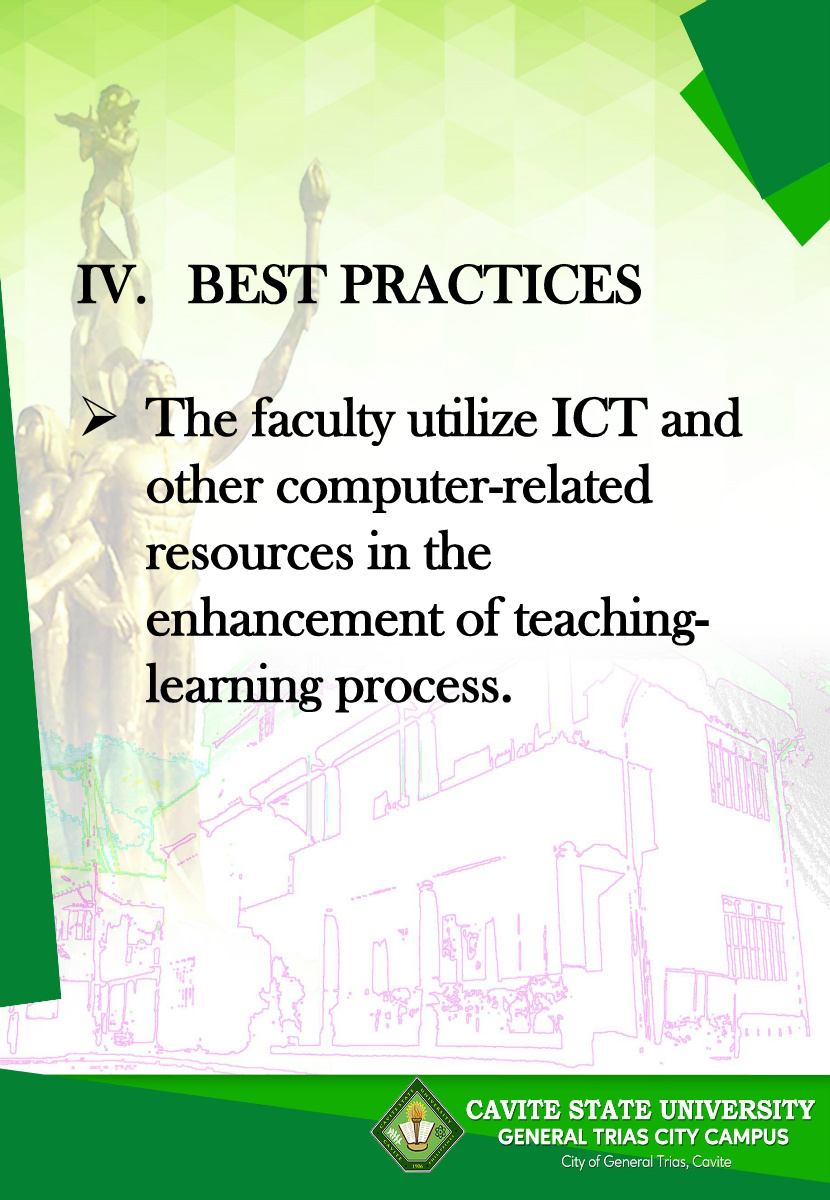 IV. BEST PRACTICES
➢ The faculty utilize ICT and
other computer-related
resources in the
enhancement of teaching-
learning process.
CAVITE STATE UNIVERSITY
GENERAL TRIAS CITY CAMPUS
City of General Trias, Cavite
1906